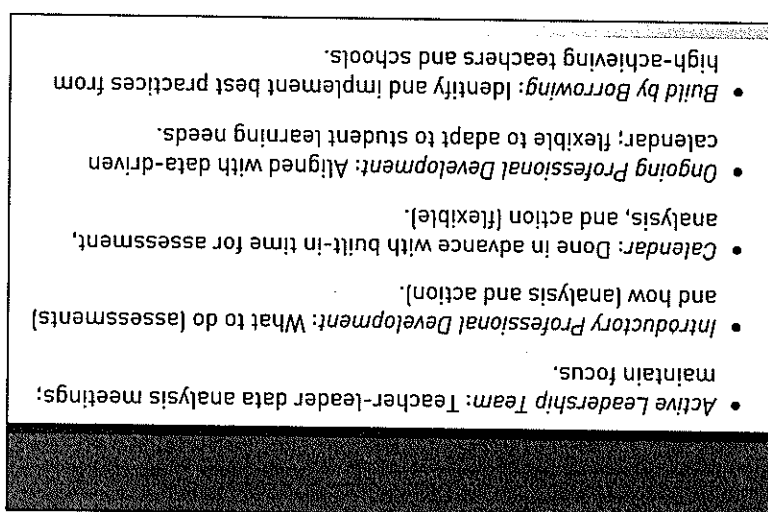 • Active Leadership Team: Teacher-leader data analysis meetings;
maintain focus.
• Introductory Professional Development: What to do (assessments)
and how (analysis and action).
• Calendar: Done in advance with built-in time for assessment,
analysis, and action (flexible).
• Ongoing Professional Development: Aligned with data-driven
calendar; flexible to adapt to student learning needs.
• Build by Borrowing: Identify and implement best practices from
high-achieving teachers and schools.